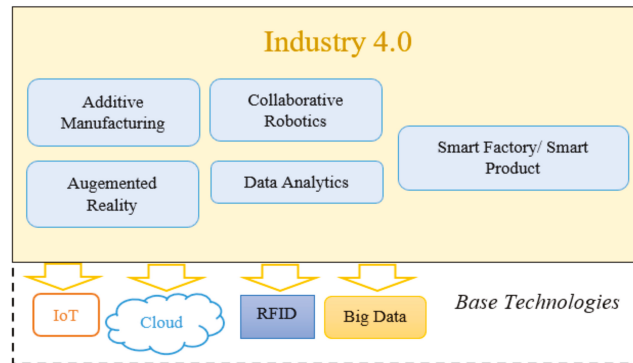 Industry 4.0
Additive
Manufacturing
Collaborative
Robotics
Smart Factory/ Smart
Product
Augemented
Reality
Data Analytics
IoT
Cloud
RFID
Big Data
Base Technologies